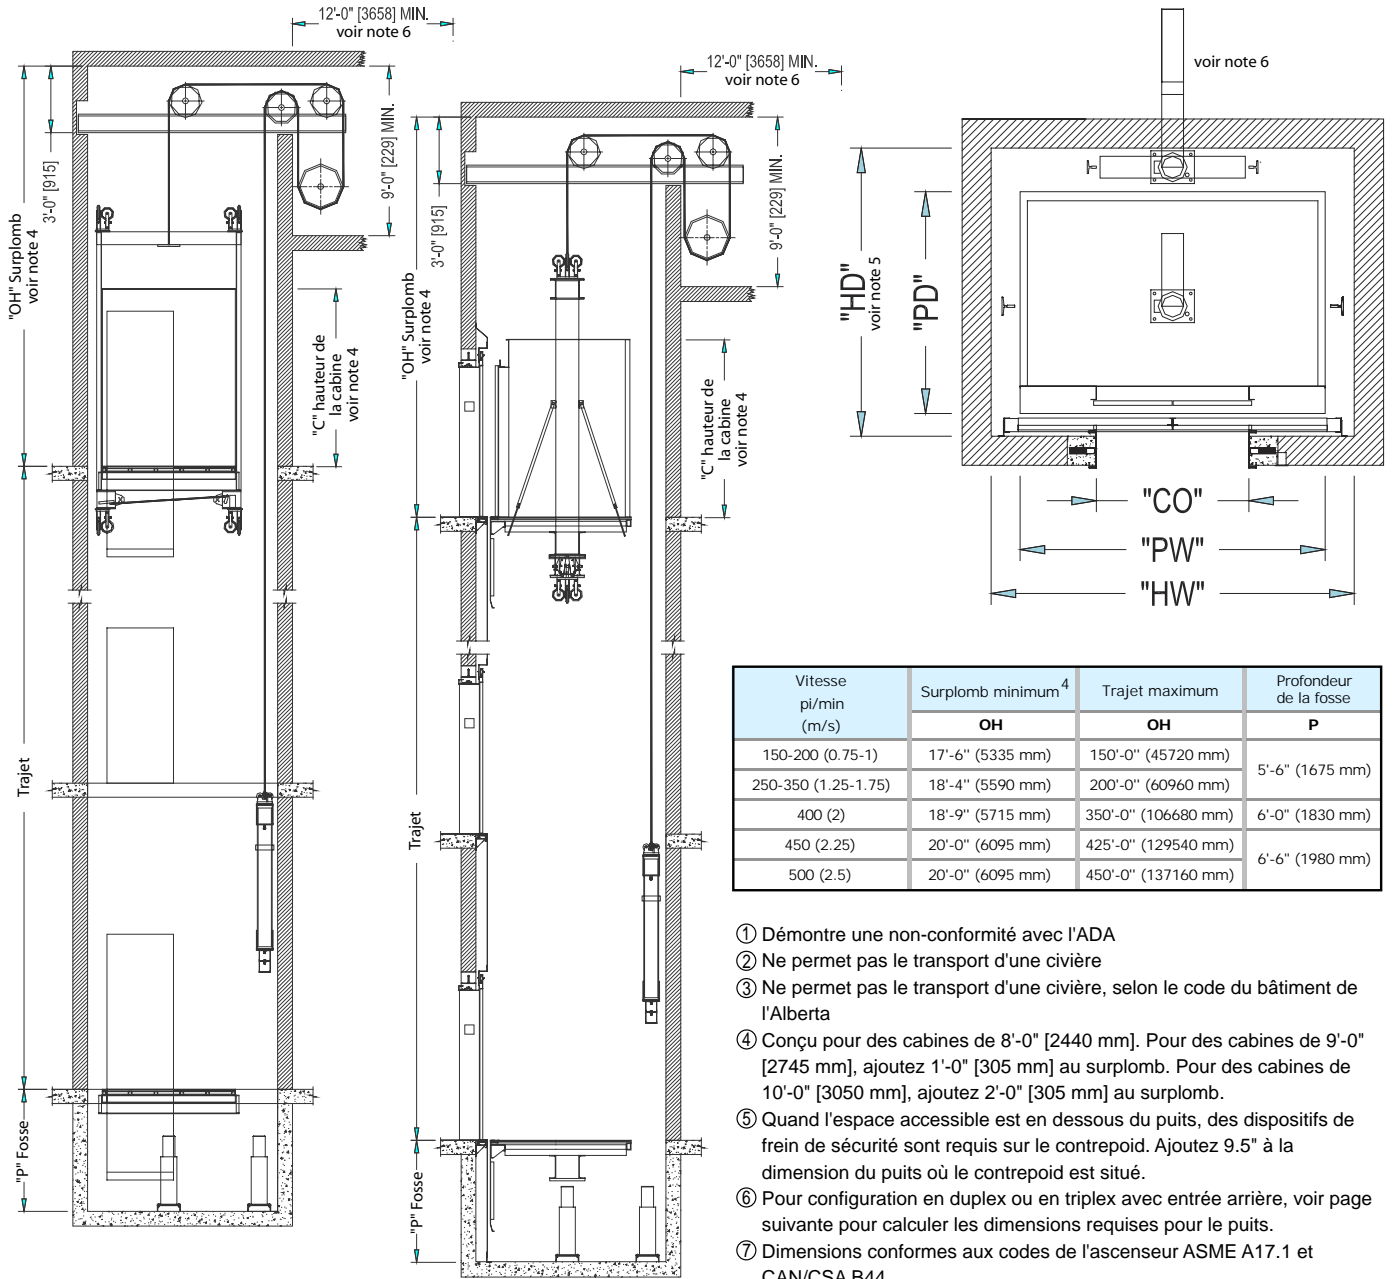 12'-0" [3658] MIN.
voir note 6
"OH" Surplomb
voir note 4
3'-0" [915]
9'-0" [229] MIN.
"C" hauteur de
la cabine
voir note 4
Trajet
"P" Fosse
12'-0" [3658] MIN.
voir note 6
"OH" Surplomb
voir note 4
3'-0" [915]
9'-0" [229] MIN.
"C" hauteur de
la cabine
voir note 4
Trajet
"P" Fosse
voir note 6
"HD"
voir note 5
"PD"
"CO"
"PW"
"HW"
Vitesse
pi/min
(m/s)
Surplomb minimum 4
Trajet maximum
Profondeur
de la fosse
OH OH P
150-200 (0.75-1) 17'-6'' (5335 mm) 150'-0'' (45720 mm) 5'-6" (1675 mm)
250-350 (1.25-1.75) 18'-4'' (5590 mm) 200'-0'' (60960 mm)
400 (2) 18'-9'' (5715 mm) 350'-0'' (106680 mm) 6'-0'' (1830 mm)
450 (2.25) 20'-0'' (6095 mm) 425'-0'' (129540 mm) 6'-6'' (1980 mm)
500 (2.5) 20'-0'' (6095 mm) 450'-0'' (137160 mm)
① Démontre une non-conformité avec l'ADA
② Ne permet pas le transport d'une civière
③ Ne permet pas le transport d'une civière, selon le code du bâtiment de
l'Alberta
④ Conçu pour des cabines de 8'-0" [2440 mm]. Pour des cabines de 9'-0"
[2745 mm], ajoutez 1'-0" [305 mm] au surplomb. Pour des cabines de
10'-0" [3050 mm], ajoutez 2'-0" [305 mm] au surplomb.
⑤ Quand l'espace accessible est en dessous du puits, des dispositifs de
frein de sécurité sont requis sur le contrepoid. Ajoutez 9.5" à la
dimension du puits où le contrepoid est situé.
⑥ Pour configuration en duplex ou en triplex avec entrée arrière, voir page
suivante pour calculer les dimensions requises pour le puits.
⑦ Dimensions conformes aux codes de l'ascenseur ASME A17.1 et
CAN/CSA B44